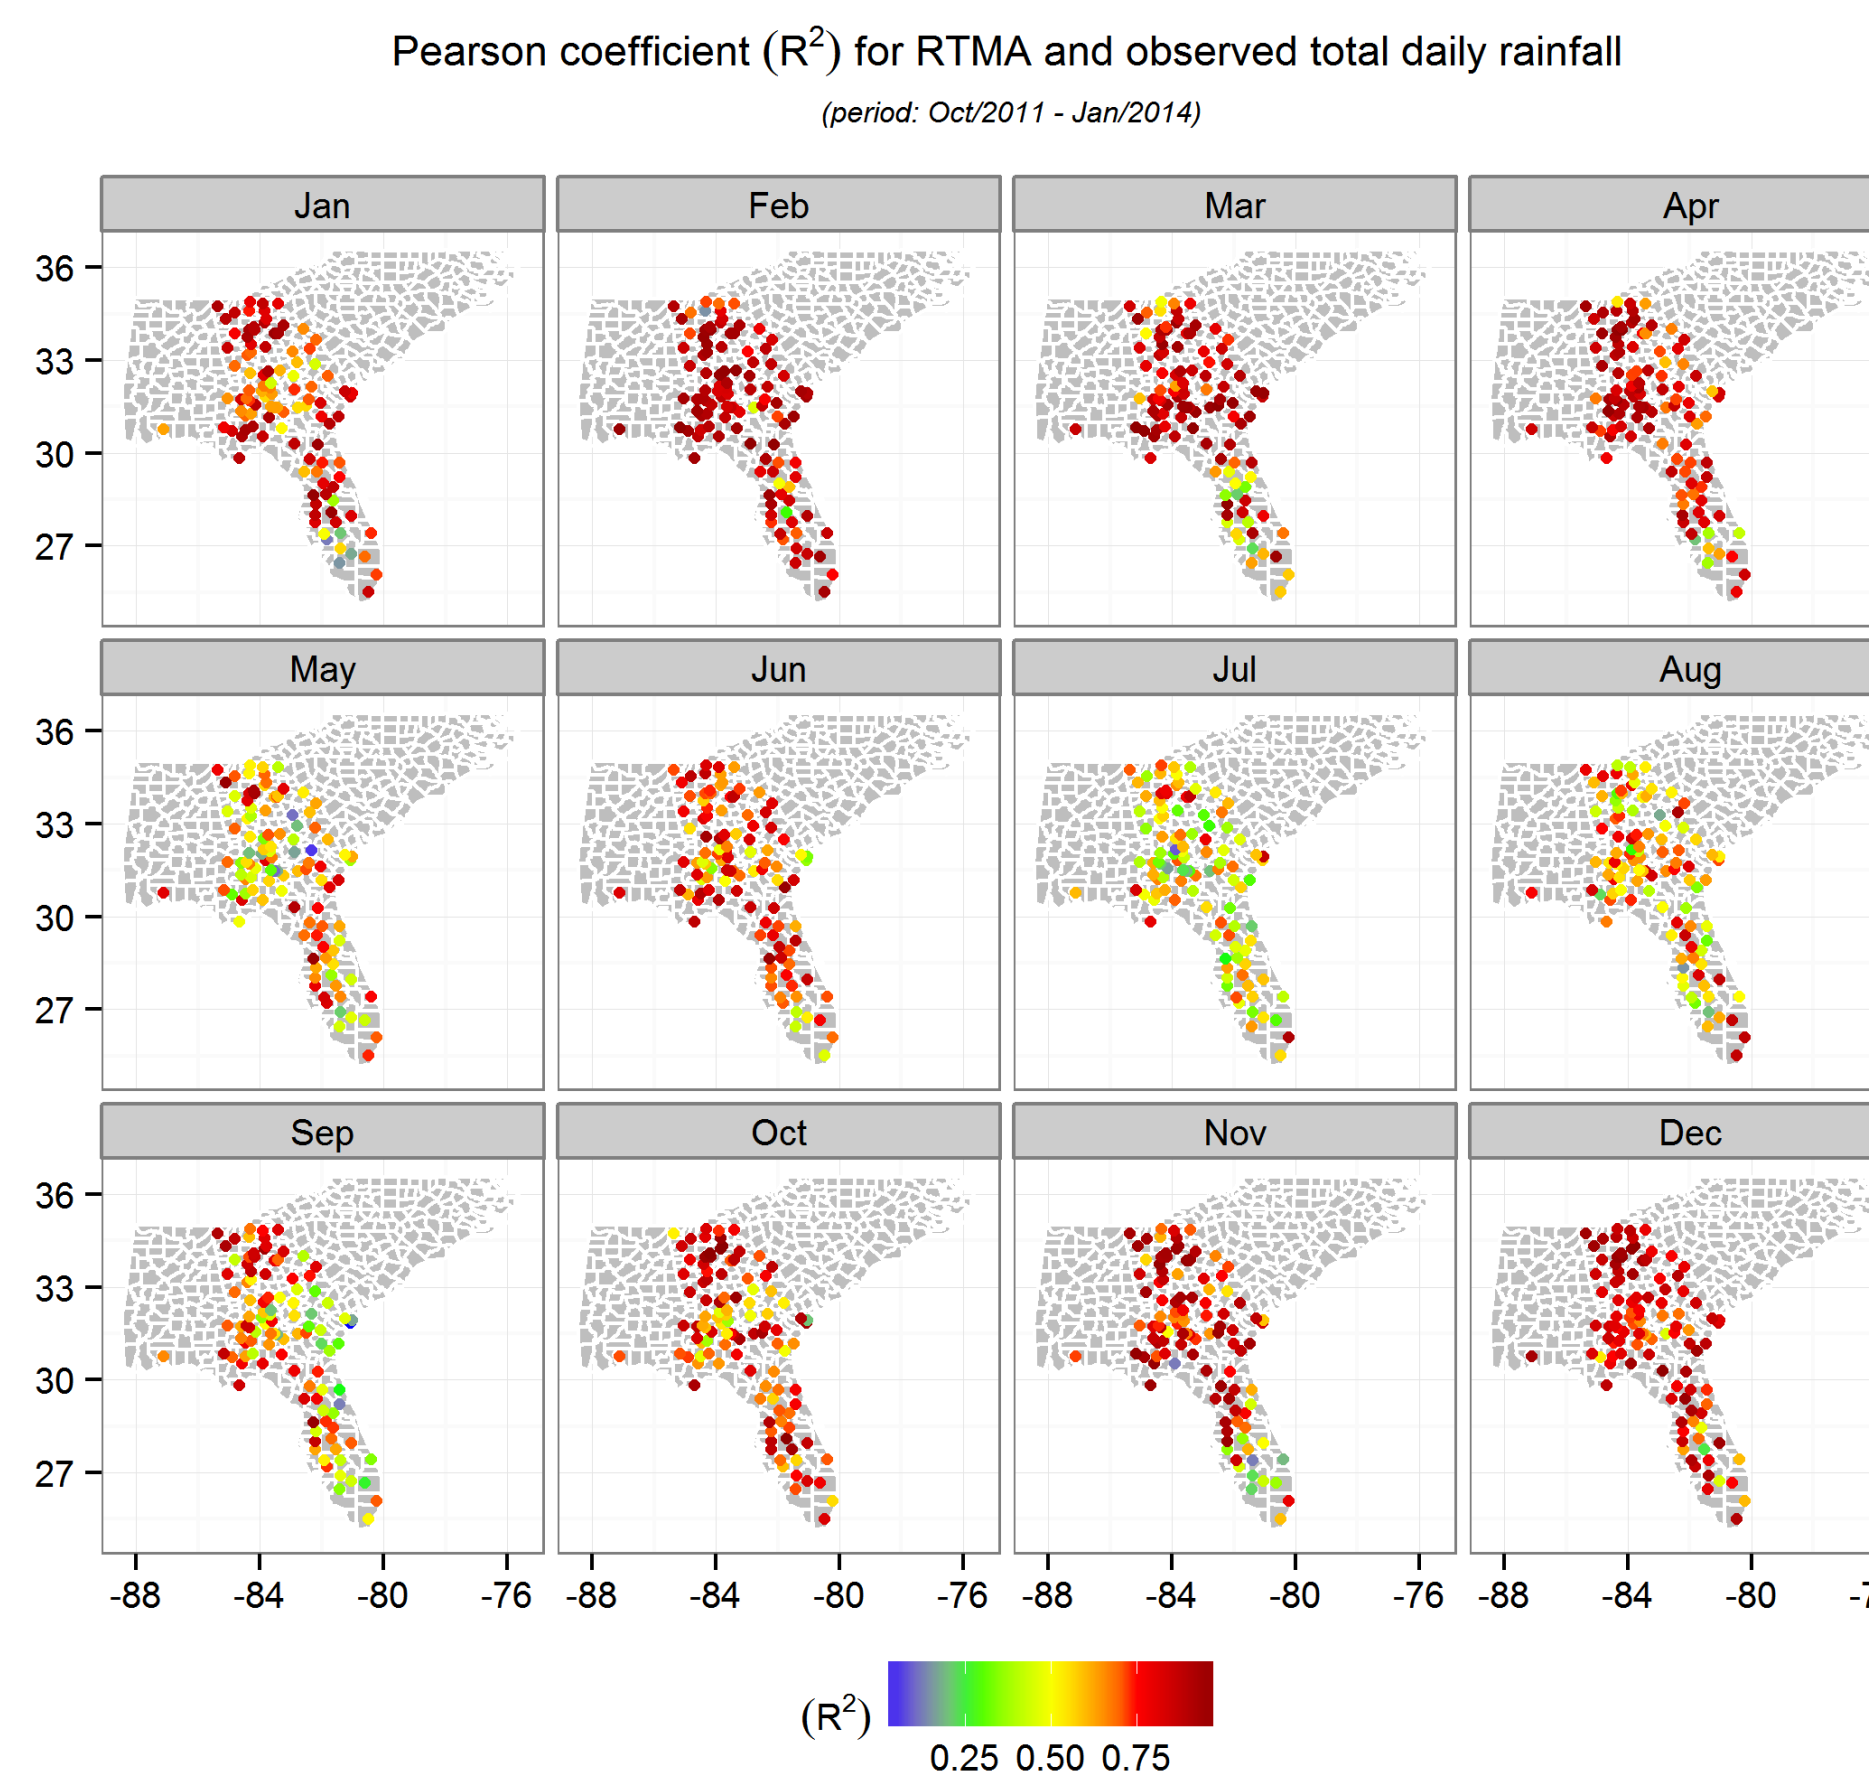 Pearson coefficient (R²) for RTMA and observed total daily rainfall
(period: Oct/2011 - Jan/2014)
Jan Feb Mar Apr
36
33
30
27
May Jun Jul Aug
36
33
30
27
Sep Oct Nov Dec
36
33
30
27
-88 -84 -80 -76 -88 -84 -80 -76 -88 -84 -80 -76 -88 -84 -80
(R²)
0.25 0.50 0.75